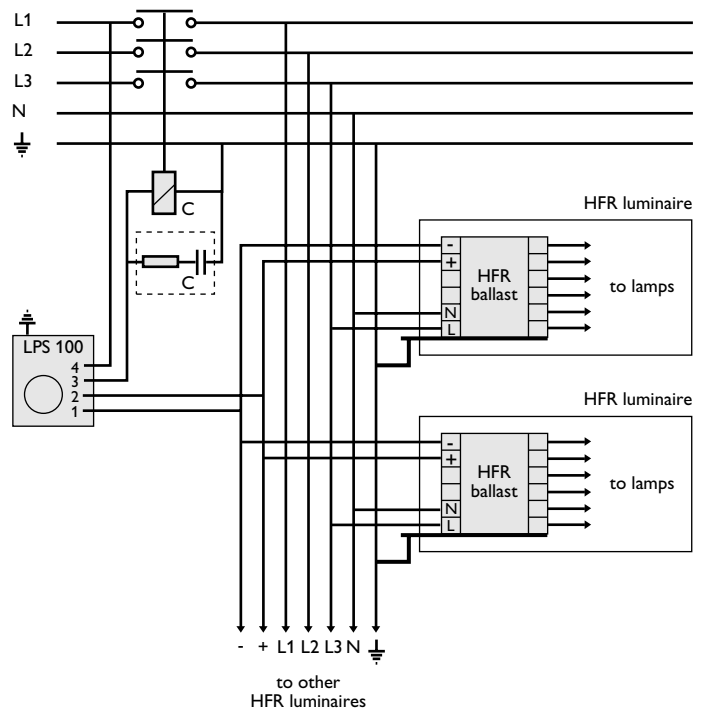 L1
L2
L3
N
C
C
HFR luminaire
-
+
HFR
ballast
N
L
to lamps
LPS 100
4
3
2
1
HFR luminaire
-
+
HFR
ballast
N
L
to lamps
- + L1 L2 L3 N
to other
HFR luminaires